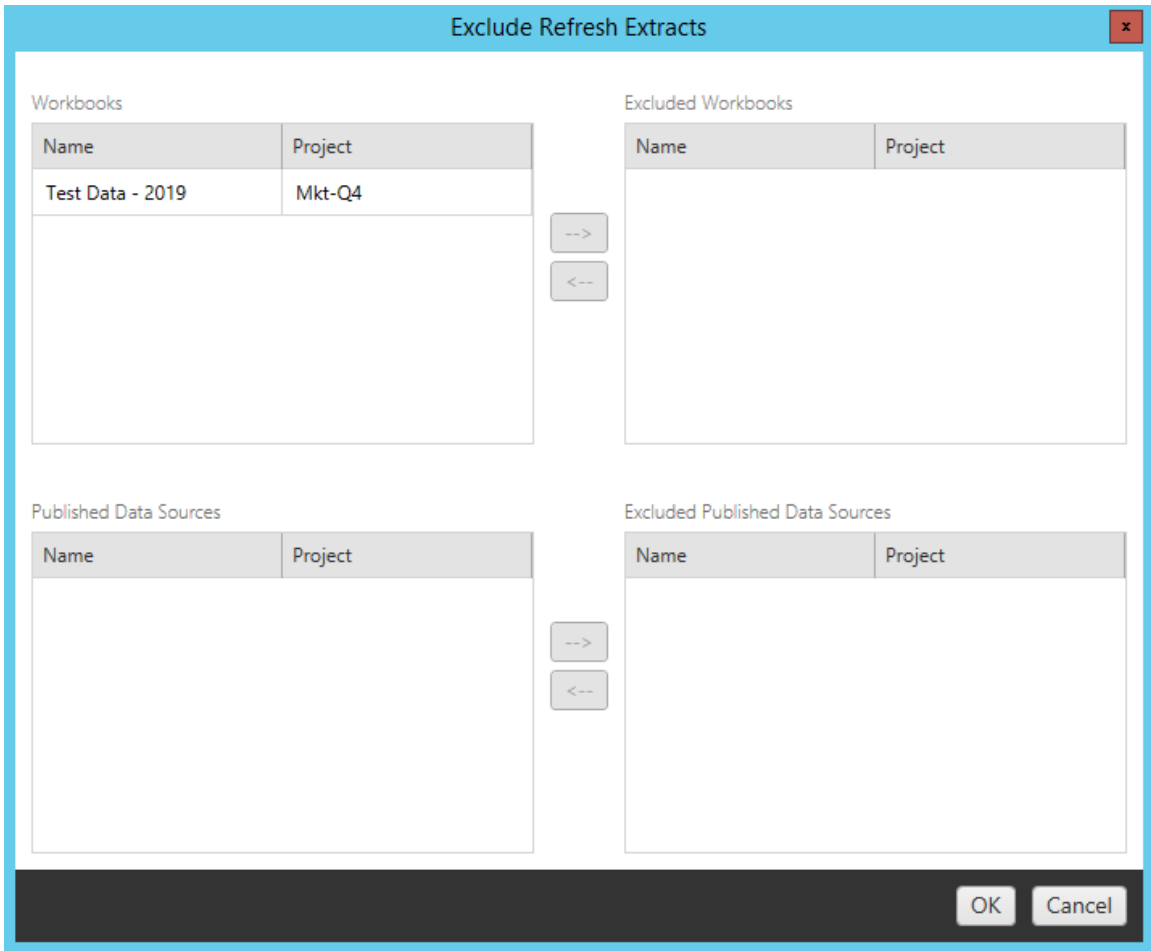 Exclude Refresh Extracts
x
Workbooks
Name Project
Test Data - 2019 Mkt-Q4
-->
<--
Excluded Workbooks
Name Project
Published Data Sources
Name Project
-->
<--
Excluded Published Data Sources
Name Project
OK Cancel